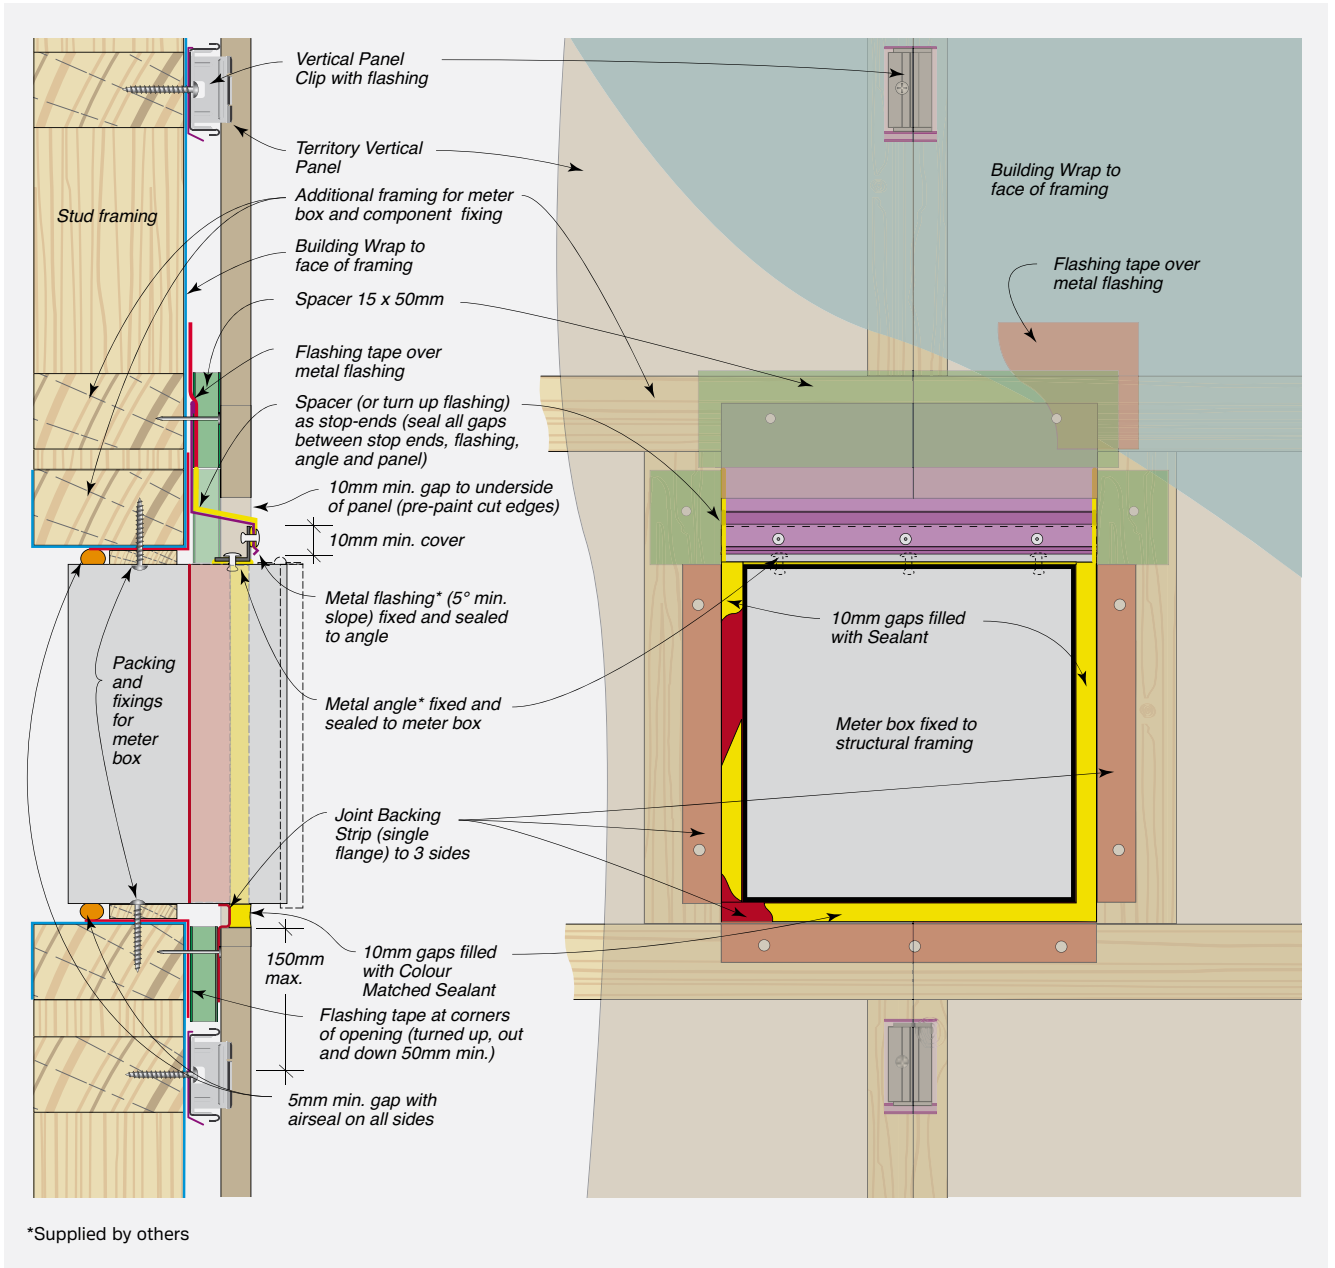 Vertical Panel
Clip with flashing
Territory Vertical
Panel
Stud framing
Additional framing for meter
box and component fixing
Building Wrap to
face of framing
Spacer 15 x 50mm
Flashing tape over
metal flashing
Spacer (or turn up flashing)
as stop-ends (seal all gaps
between stop ends, flashing,
angle and panel)
10mm min. gap to underside
of panel (pre-paint cut edges)
10mm min. cover
Metal flashing* (5° min.
slope) fixed and sealed
to angle
Packing
and
fixings
for
meter
box
Metal angle* fixed and
sealed to meter box
Joint Backing
Strip (single
flange) to 3 sides
150mm
max.
10mm gaps filled
with Colour
Matched Sealant
Flashing tape at corners
of opening (turned up, out
and down 50mm min.)
5mm min. gap with
airseal on all sides
Building Wrap to
face of framing
Flashing tape over
metal flashing
10mm gaps filled
with Sealant
Meter box fixed to
structural framing
*Supplied by others